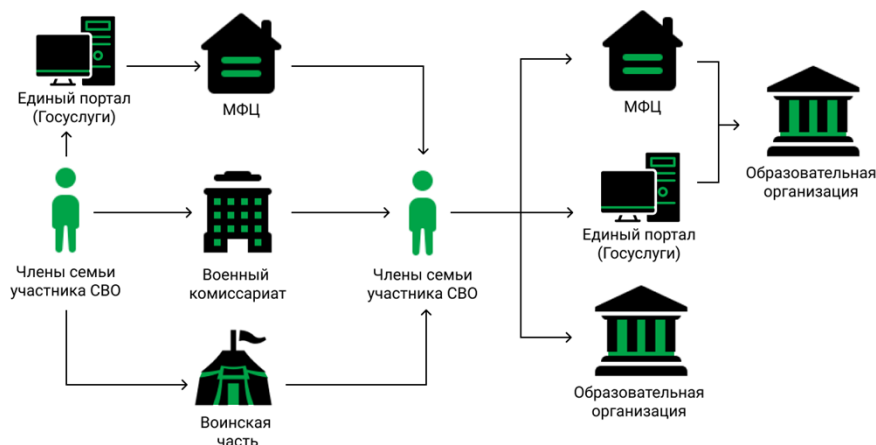 Единый портал
(Госуслуги)
МФЦ
Члены семьи
участника СВО
Военный
комиссариат
Воинская
часть
Члены семьи
участника СВО
МФЦ
Единый портал
(Госуслуги)
Образовательная
организация
Образовательная
организация